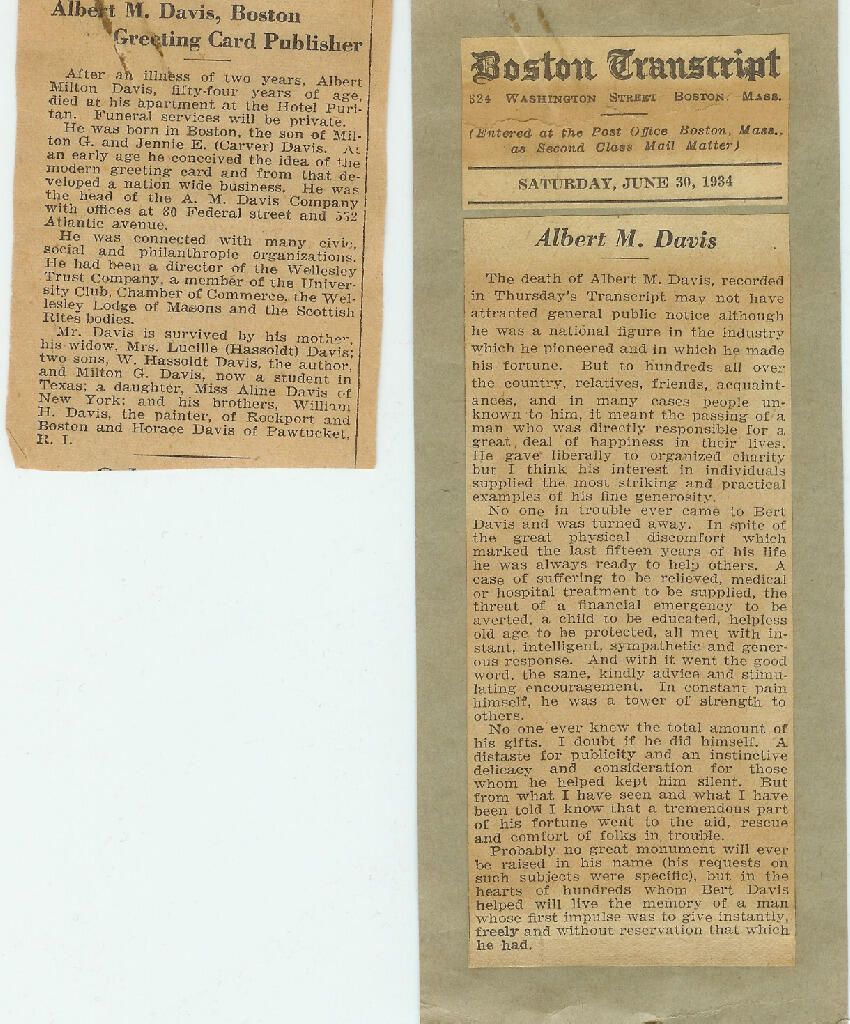 Albert M. Davis, Boston
Greeting Card Publisher
After an illness of two years, Albert
Milton Davis, fifty-four years of age,
died at his apartment at the Hotel Puri-
tan. Funeral services will be private.
He was born in Boston, the son of Mil-
ton G. and Jennie E. (Carver) Davis. At
an early age he conceived the idea of the
modern greeting card and from that de-
veloped a nation wide business. He was
the head of the A. M. Davis Company
with offices at 80 Federal street and 552
Atlantic avenue.
He was connected with many civic,
social and philanthropic organizations.
He had been a director of the Wellesley
Trust Company, a member of the Univer-
sity Club, Chamber of Commerce, the Wel-
lesley Lodge of Masons and the Scottish
Rites bodies.
Mr. Davis is survived by his mother,
his widow, Mrs. Lucille (Hassoldt) Davis;
two sons, W. Hassoldt Davis, the author,
and Milton G. Davis, now a student in
Texas; a daughter, Miss Aline Davis of
New York; and his brothers, William
H. Davis, the painter, of Rockport and
Boston and Horace Davis of Pawtucket,
R. I.
Boston Transcript
324 WASHINGTON STREET BOSTON, MASS.
(Entered at the Post Office Boston, Mass.,
as Second Class Mail Matter)
SATURDAY, JUNE 30, 1934
Albert M. Davis
The death of Albert M. Davis, recorded
in Thursday's Transcript may not have
attracted general public notice although
he was a national figure in the industry
which he pioneered and in which he made
his fortune. But to hundreds all over
the country, relatives, friends, acquaint-
ances, and in many cases people un-
known to him, it meant the passing of a
man who was directly responsible for a
great deal of happiness in their lives.
He gave liberally to organized charity
but I think his interest in individuals
supplied the most striking and practical
examples of his fine generosity.
No one in trouble ever came to Bert
Davis and was turned away. In spite of
the great physical discomfort which
marked the last fifteen years of his life
he was always ready to help others. A
case of suffering to be relieved, medical
or hospital treatment to be supplied, the
threat of a financial emergency to be
averted, a child to be educated, helpless
old age to be protected, all met with in-
stant, intelligent, sympathetic and gener-
ous response. And with it went the good
word, the sane, kindly advice and stimu-
lating encouragement. In constant pain
himself, he was a tower of strength to
others.
No one ever knew the total amount of
his gifts. I doubt if he did himself. A
distaste for publicity and an instinctive
delicacy and consideration for those
whom he helped kept him silent. But
from what I have seen and what I have
been told I know that a tremendous part
of his fortune went to the aid, rescue
and comfort of folks in trouble.
Probably no great monument will ever
be raised in his name (his requests on
such subjects were specific), but in the
hearts of hundreds whom Bert Davis
helped will live the memory of a man
whose first impulse was to give instantly,
freely and without reservation that which
he had.